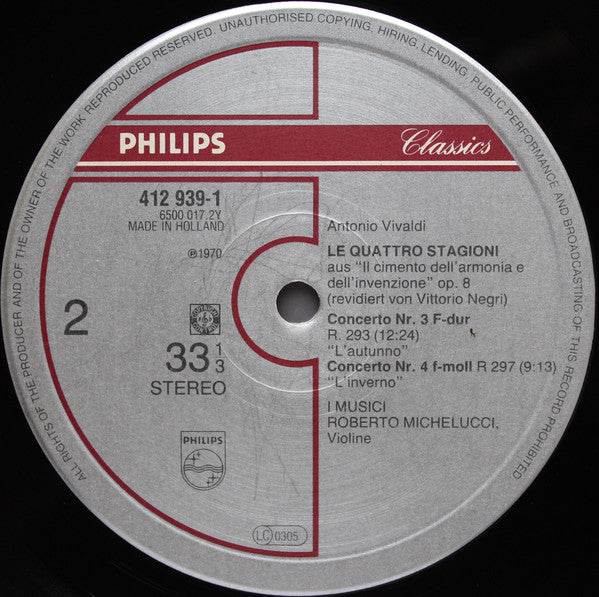 ALL RIGHTS OF THE PRODUCER AND OF THE OWNER OF THE WORK REPRODUCED RESERVED. UNAUTHORISED COPYING, HIRING, LENDING, PUBLIC PERFORMANCE AND BROADCASTING OF THIS RECORD PROHIBITED
PHILIPS Classics
412 939-1
6500 017.2Y
MADE IN HOLLAND
℗1970
2
33 1/3
STEREO
PHILIPS
LC 0305
Antonio Vivaldi
LE QUATTRO STAGIONI
aus "Il cimento dell'armonia e
dell'invenzione" op. 8
(revidiert von Vittorio Negri)
Concerto Nr. 3 F-dur
R. 293 (12:24)
"L'autunno"
Concerto Nr. 4 f-moll R 297 (9:13)
"L'inverno"
I MUSICI
ROBERTO MICHELUCCI,
Violine